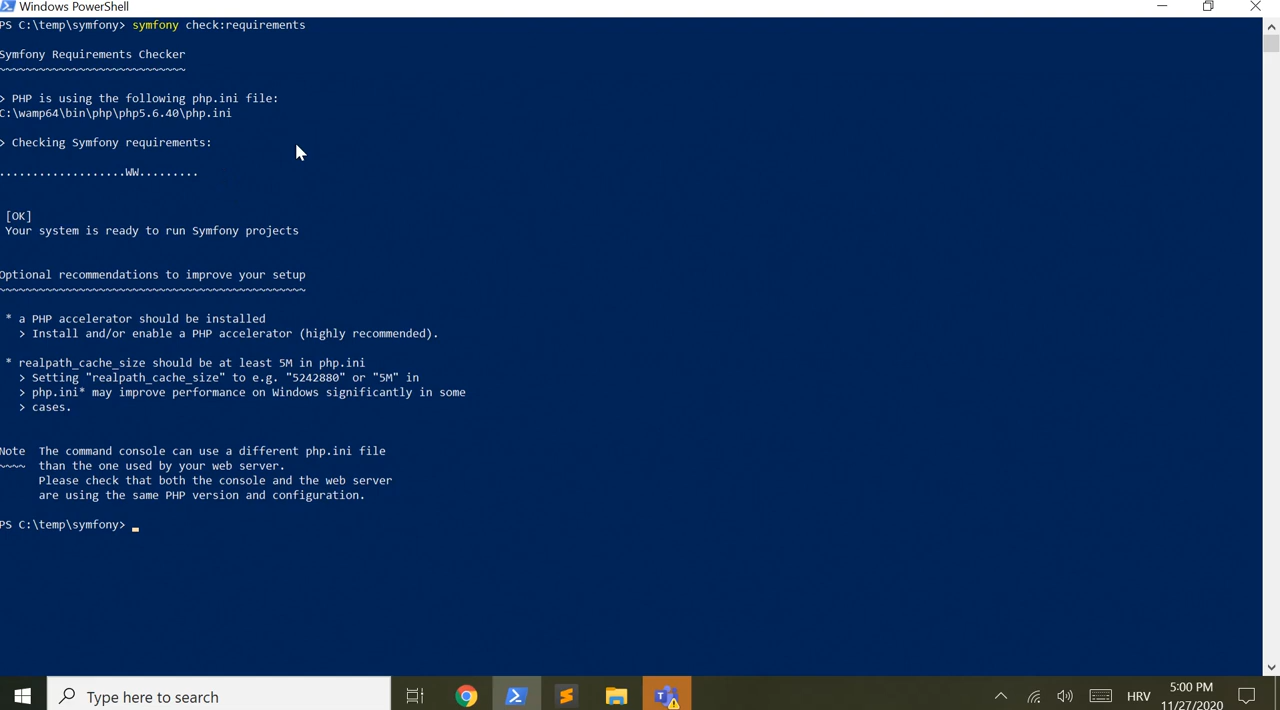 Windows PowerShell
PS C:\temp\symfony> symfony check:requirements
Symfony Requirements Checker
~~~~~~~~~~~~~~~~~~~~~~~~~~~~
> PHP is using the following php.ini file:
C:\wamp64\bin\php\php5.6.40\php.ini
> Checking Symfony requirements:
...................WW.........
[OK]
Your system is ready to run Symfony projects
Optional recommendations to improve your setup
~~~~~~~~~~~~~~~~~~~~~~~~~~~~~~~~~~~~~~~~~~~~~~
* a PHP accelerator should be installed
> Install and/or enable a PHP accelerator (highly recommended).
* realpath_cache_size should be at least 5M in php.ini
> Setting "realpath_cache_size" to e.g. "5242880" or "5M" in
> php.ini* may improve performance on Windows significantly in some
> cases.
Note The command console can use a different php.ini file
~~~~ than the one used by your web server.
Please check that both the console and the web server
are using the same PHP version and configuration.
PS C:\temp\symfony>
Type here to search
HRV
5:00 PM
11/27/2020